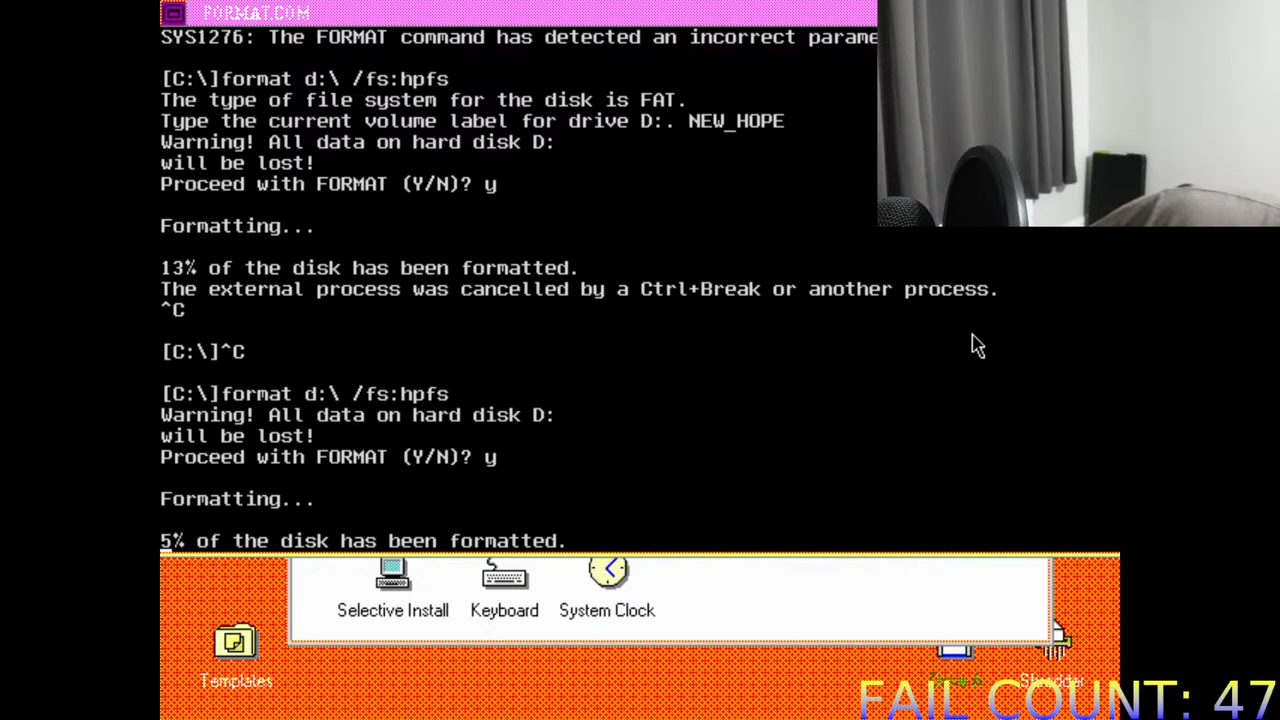 FORMAT.COM
SYS1276: The FORMAT command has detected an incorrect parame
[C:\]format d:\ /fs:hpfs
The type of file system for the disk is FAT.
Type the current volume label for drive D:. NEW_HOPE
Warning! All data on hard disk D:
will be lost!
Proceed with FORMAT (Y/N)? y
Formatting...
13% of the disk has been formatted.
The external process was cancelled by a Ctrl+Break or another process.
^C
[C:\]^C
[C:\]format d:\ /fs:hpfs
Warning! All data on hard disk D:
will be lost!
Proceed with FORMAT (Y/N)? y
Formatting...
5% of the disk has been formatted.
Selective Install
Keyboard
System Clock
Templates
Drive A
Shredder
FAIL COUNT: 47